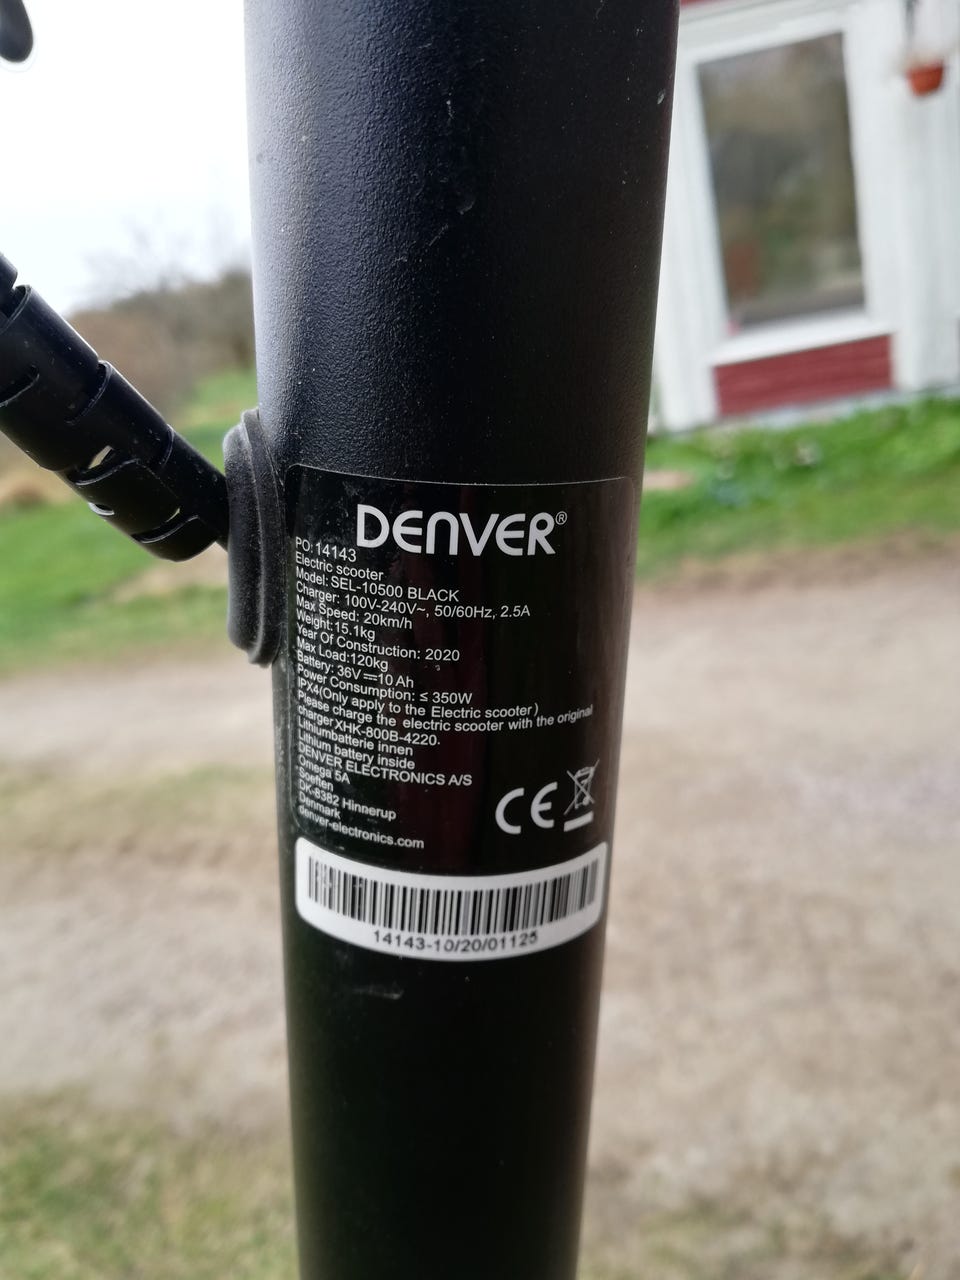 DENVER®
PO:14143
Electric scooter
Model: SEL-10500 BLACK
Charger: 100V-240V~, 50/60Hz, 2.5A
Max Speed: 20km/h
Weight:15.1kg
Year Of Construction: 2020
Max Load:120kg
Battery: 36V⎓10 Ah
Power Consumption: ≤ 350W
IPX4(Only apply to the Electric scooter)
Please charge the electric scooter with the original
charger XHK-800B-4220.
Lithiumbatterie innen
Lithium battery inside
DENVER ELECTRONICS A/S
Omega 5A
Soeften
DK-8382 Hinnerup
Denmark
denver-electronics.com
CE
14143-10/20/01125